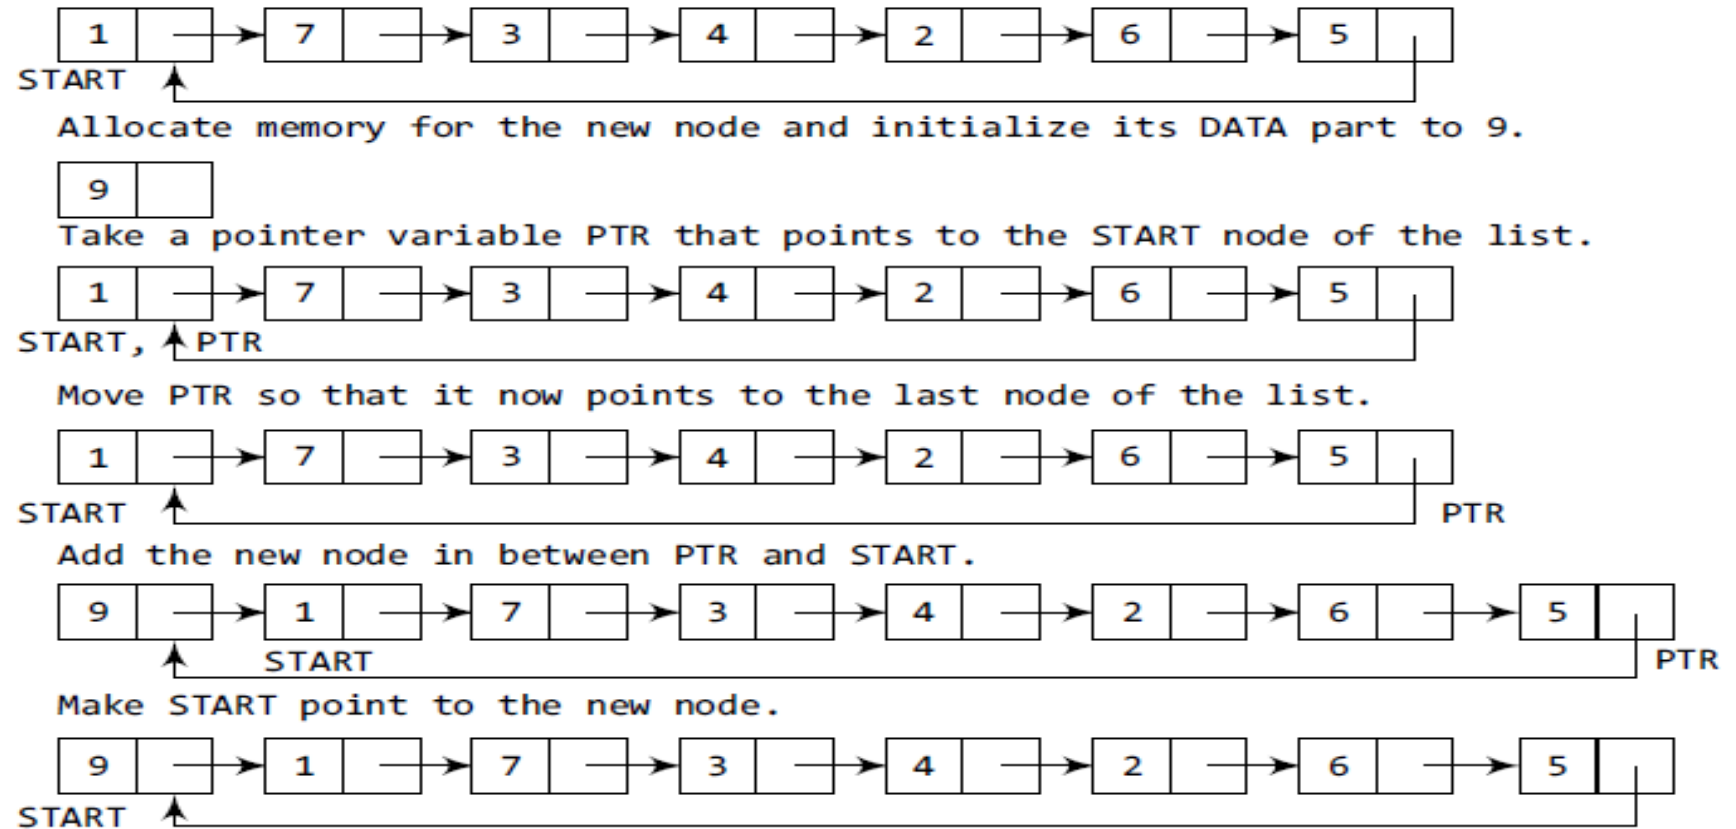 1 7 3 4 2 6 5
START
Allocate memory for the new node and initialize its DATA part to 9.
9
Take a pointer variable PTR that points to the START node of the list.
1 7 3 4 2 6 5
START, PTR
Move PTR so that it now points to the last node of the list.
1 7 3 4 2 6 5
START PTR
Add the new node in between PTR and START.
9 1 7 3 4 2 6 5
START PTR
Make START point to the new node.
9 1 7 3 4 2 6 5
START